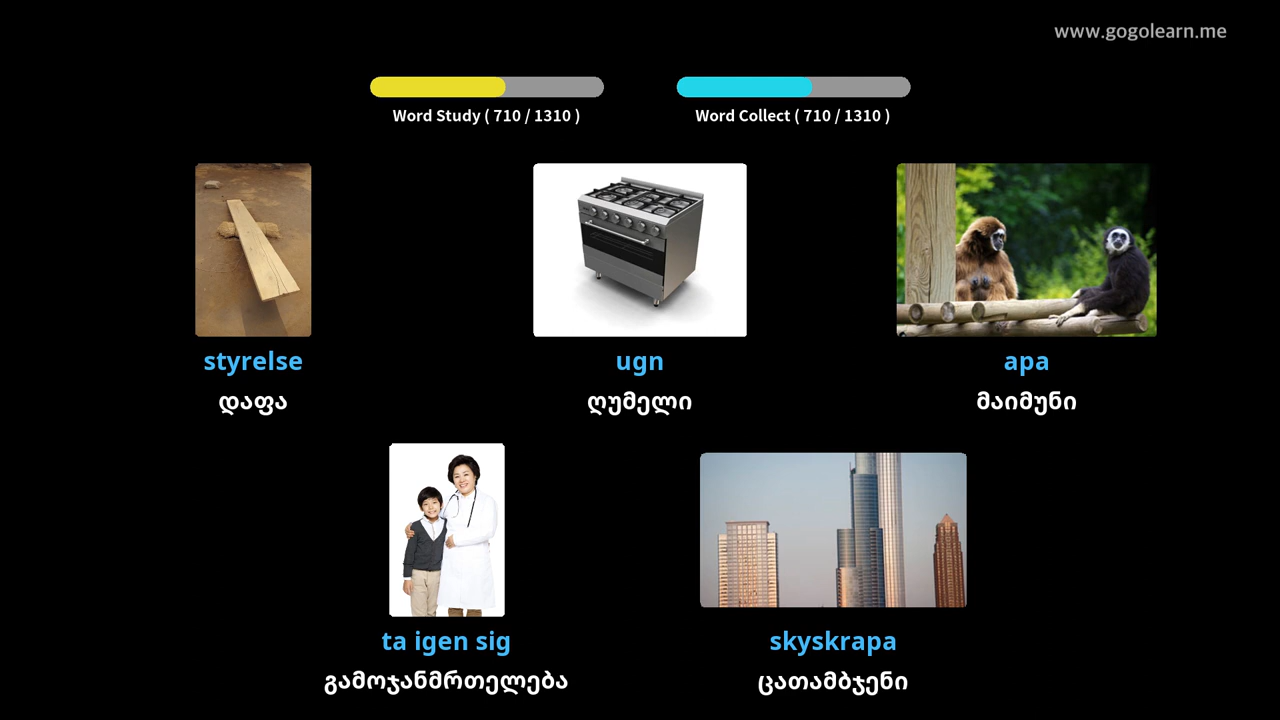 www.gogolearn.me
Word Study ( 710 / 1310 )
Word Collect ( 710 / 1310 )
styrelse
დაფა
ugn
ღუმელი
apa
მაიმუნი
ta igen sig
გამოჯანმრთელება
skyskrapa
ცათამბჯენი